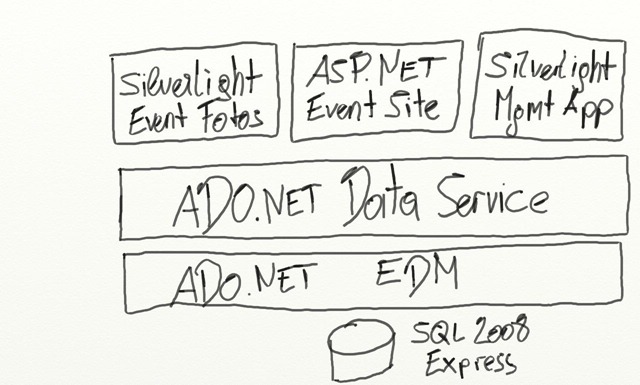 Silverlight
Event Fotos
ASP.NET
Event Site
Silverlight
Mgmt App
ADO.NET Data Service
ADO.NET EDM
SQL 2008
Express